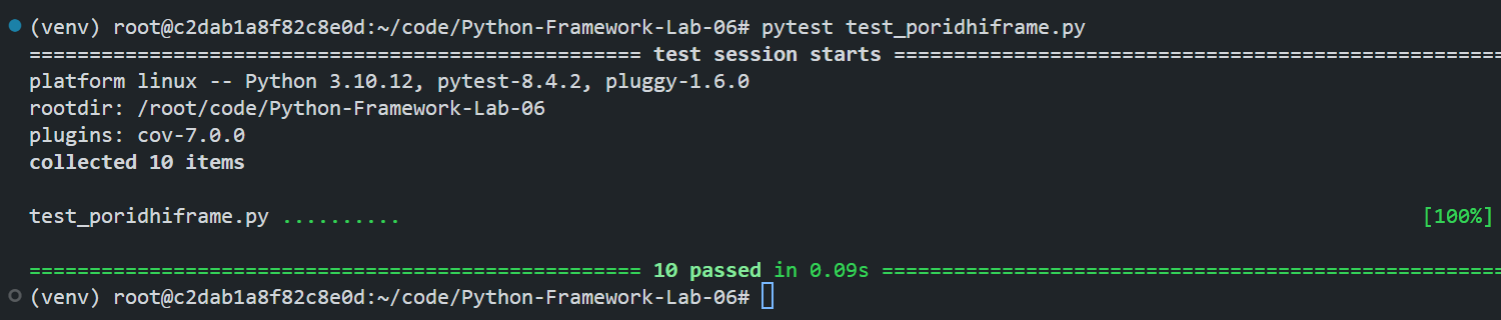 (venv) root@c2dab1a8f82c8e0d:~/code/Python-Framework-Lab-06# pytest test_poridhiframe.py
=================================================== test session starts ===================================================
platform linux -- Python 3.10.12, pytest-8.4.2, pluggy-1.6.0
rootdir: /root/code/Python-Framework-Lab-06
plugins: cov-7.0.0
collected 10 items
test_poridhiframe.py .......... [100%]
=================================================== 10 passed in 0.09s ====================================================
(venv) root@c2dab1a8f82c8e0d:~/code/Python-Framework-Lab-06#